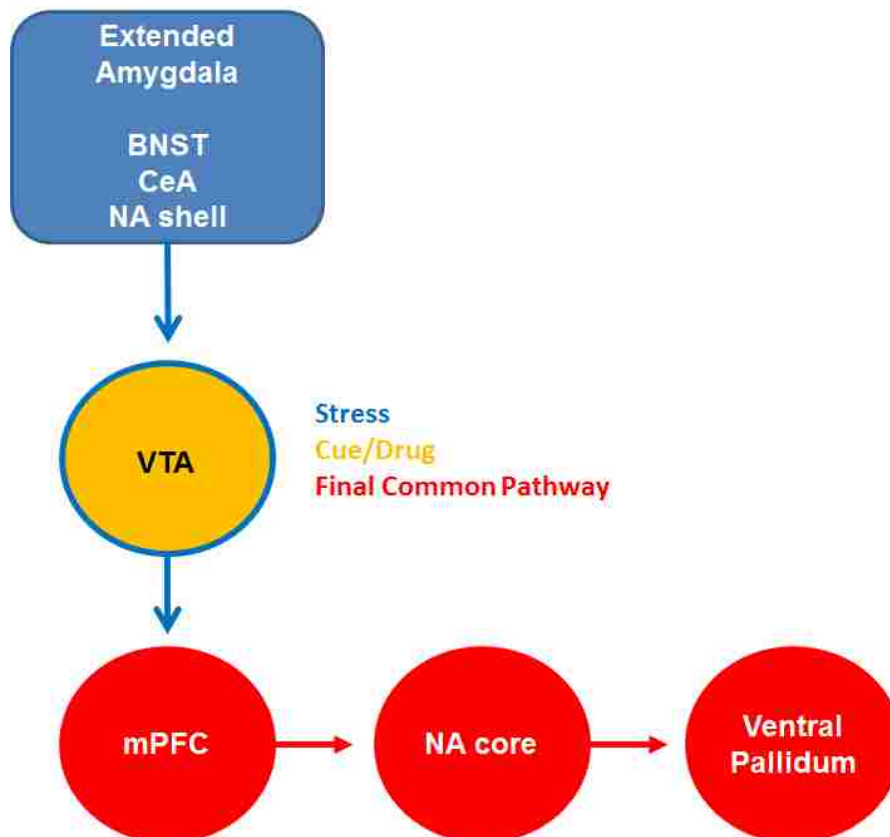 Extended
Amygdala
BNST
CeA
NA shell
VTA
Stress
Cue/Drug
Final Common Pathway
mPFC
NA core
Ventral
Pallidum